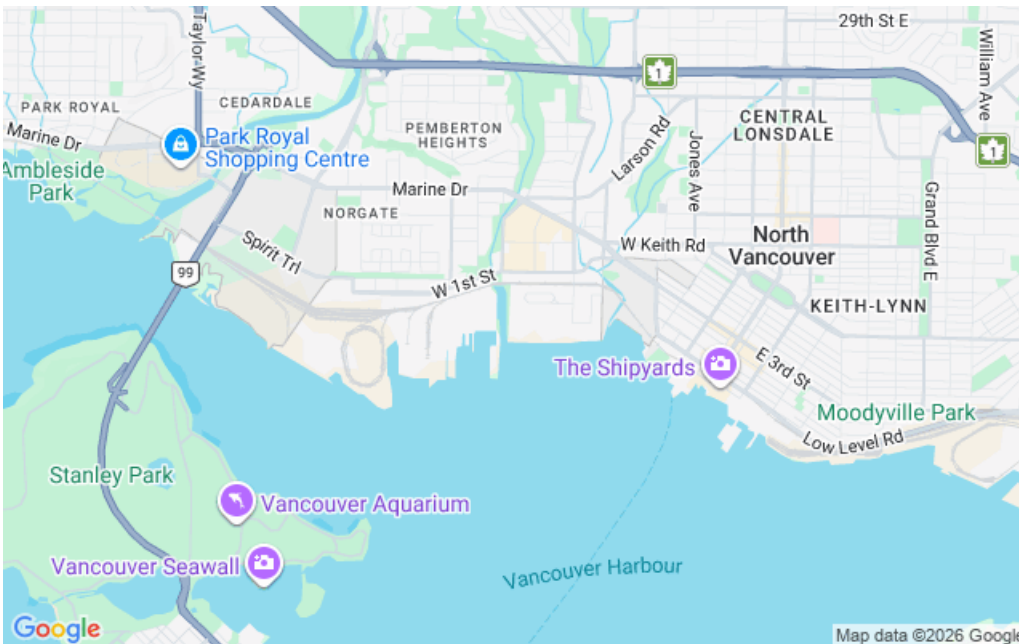 29th St E
Taylor Wy
William Ave
1
PARK ROYAL
CEDARDALE
CENTRAL
LONSDALE
Marine Dr
Park Royal
Shopping Centre
PEMBERTON
HEIGHTS
Larson Rd
Jones Ave
1
Ambleside
Park
Marine Dr
NORGATE
Grand Blvd E
Spirit Trl
W Keith Rd
North
Vancouver
99
W 1st St
KEITH-LYNN
The Shipyards
E 3rd St
Moodyville Park
Low Level Rd
Stanley Park
Vancouver Aquarium
Vancouver Seawall
Vancouver Harbour
Google
Map data ©2026 Google